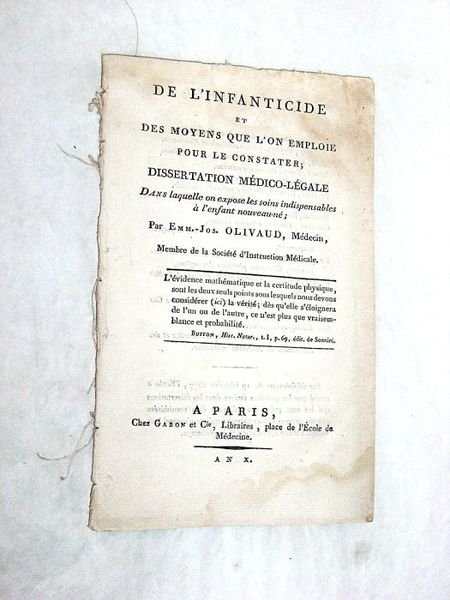 DE L'INFANTICIDE
ET
DES MOYENS QUE L'ON EMPLOIE
POUR LE CONSTATER;
DISSERTATION MÉDICO-LÉGALE
DANS laquelle on expose les soins indispensables
à l'enfant nouveau-né;
Par EMM.-JOS. OLIVAUD, Médecin,
Membre de la Société d'Instruction Médicale.
L'évidence mathématique et la certitude physique,
sont les deux seuls points sous lesquels nous devons
considérer (ici) la vérité; dès qu'elle s'éloignera
de l'un ou de l'autre, ce n'est plus que vraisem-
blance et probabilité.
BUFFON, Hist. Natur., t. I, p. 69, édit. de Sonnini.
A PARIS,
Chez GABON et Cie, Libraires, place de l'École de
Médecine.
AN X.